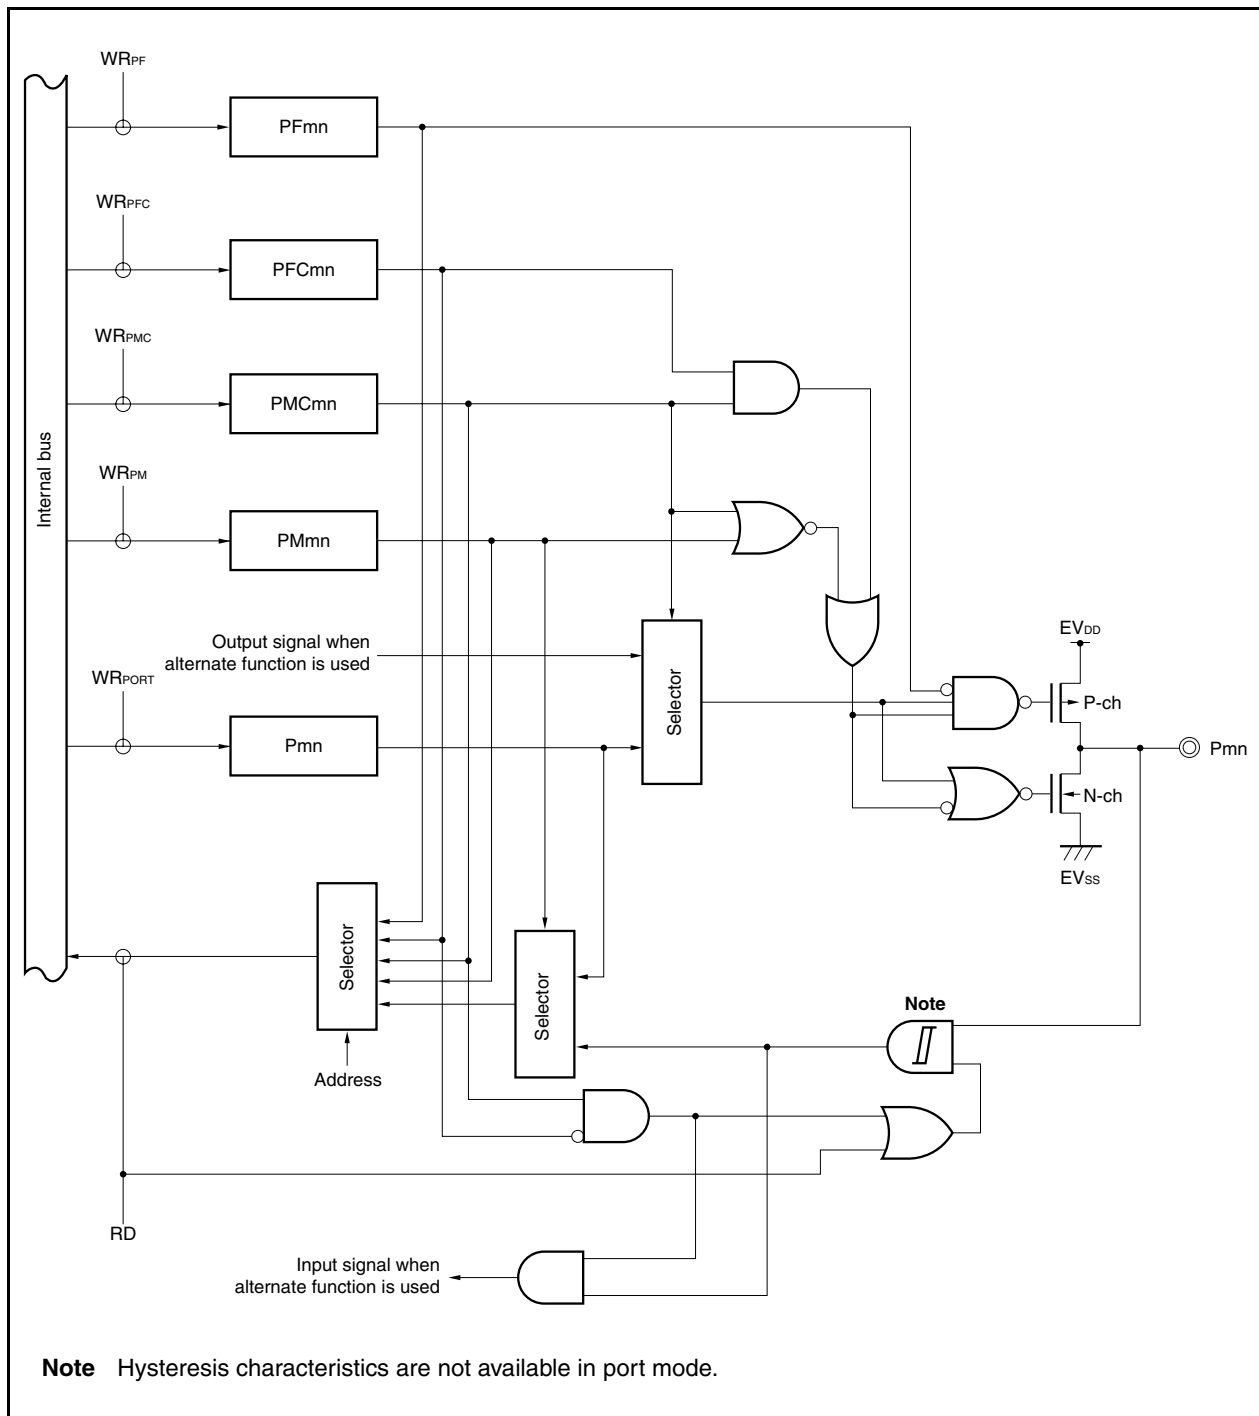 WRPF
PFmn
WRPFC
PFCmn
WRPMC
PMCmn
Internal bus
WRPM
PMmn
Output signal when
alternate function is used
WRPORT
Pmn
Selector
EVDD
P-ch
Pmn
N-ch
EVSS
Selector
Selector
Note
Address
RD
Input signal when
alternate function is used
Note Hysteresis characteristics are not available in port mode.